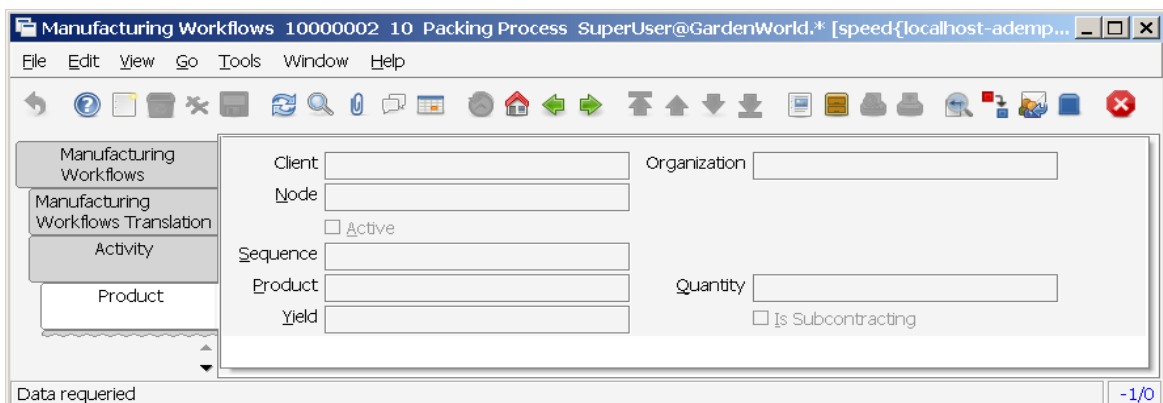 Manufacturing Workflows 10000002 10 Packing Process SuperUser@GardenWorld.* [speed{localhost-ademp...
File Edit View Go Tools Window Help
Manufacturing
Workflows
Manufacturing
Workflows Translation
Activity
Product
Client
Organization
Node
Active
Sequence
Product
Quantity
Yield
Is Subcontracting
Data requeried
-1/0